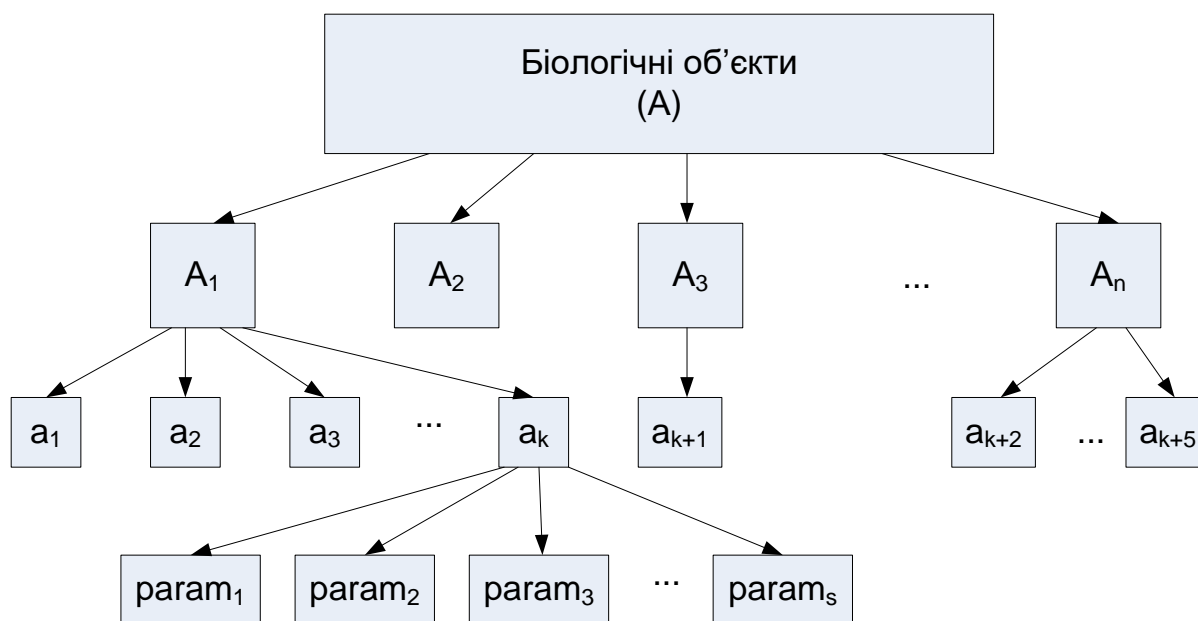 Біологічні об’єкти
(А)
A₁ A₂ A₃ ... Aₙ
a₁ a₂ a₃ ... aₖ aₖ₊₁ aₖ₊₂ ... aₖ₊₅
param₁ param₂ param₃ ... paramₛ